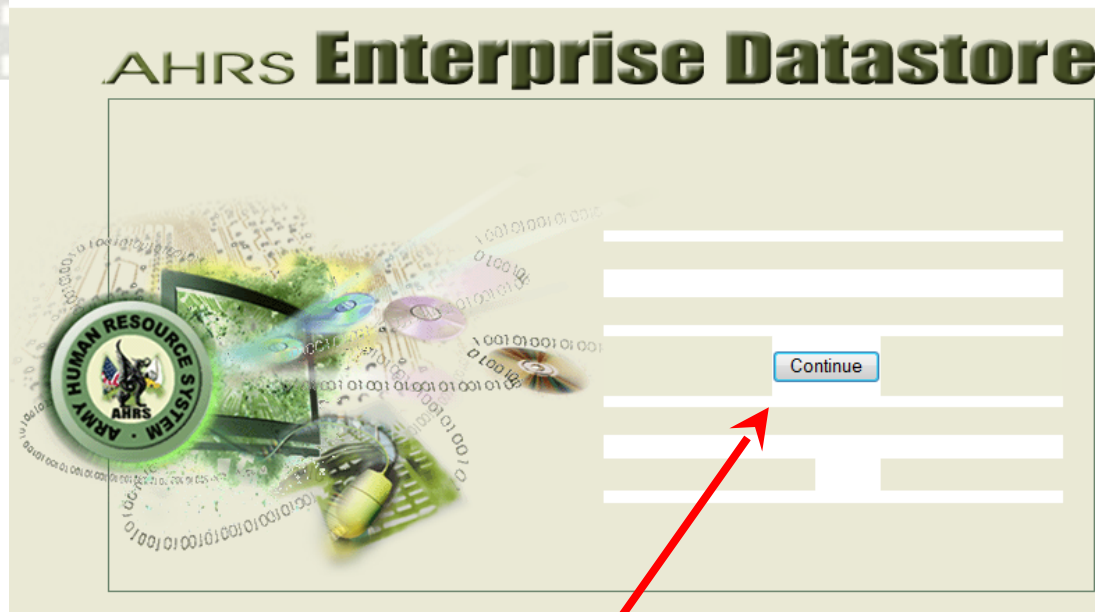 AHRS Enterprise Datastore
ARMY HUMAN RESOURCE SYSTEM
AHRS
Continue